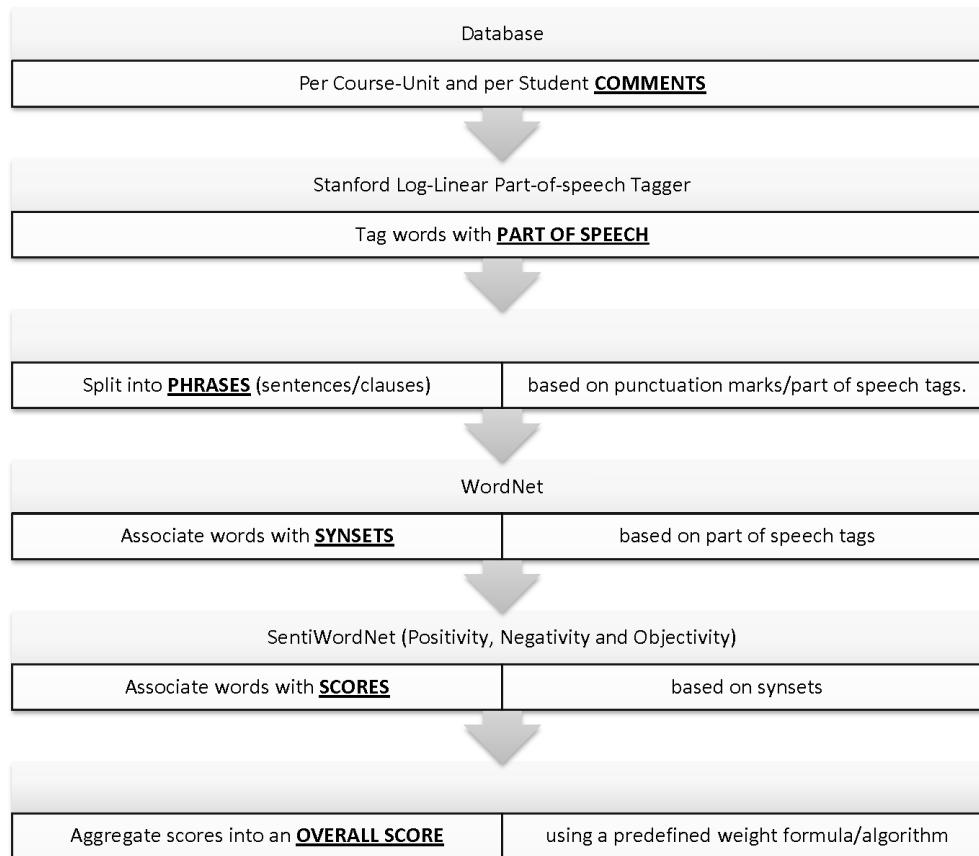 Database
Per Course-Unit and per Student COMMENTS
Stanford Log-Linear Part-of-speech Tagger
Tag words with PART OF SPEECH
Split into PHRASES (sentences/clauses)
based on punctuation marks/part of speech tags.
WordNet
Associate words with SYNSETS
based on part of speech tags
SentiWordNet (Positivity, Negativity and Objectivity)
Associate words with SCORES
based on synsets
Aggregate scores into an OVERALL SCORE
using a predefined weight formula/algorithm